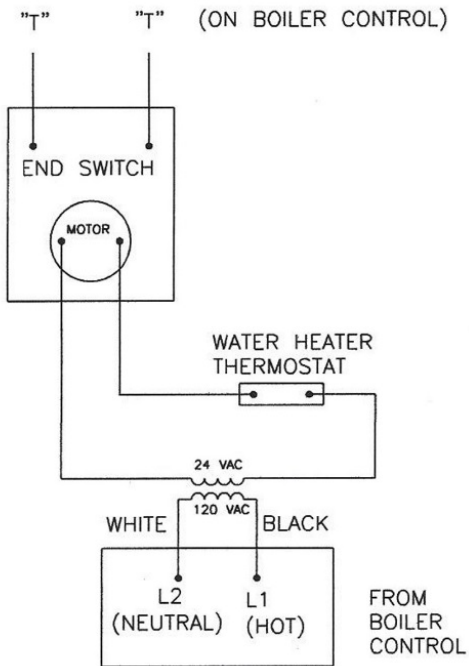 "T" "T" (ON BOILER CONTROL)
END SWITCH
MOTOR
WATER HEATER
THERMOSTAT
24 VAC
120 VAC
WHITE BLACK
L2 L1
(NEUTRAL) (HOT)
FROM
BOILER
CONTROL